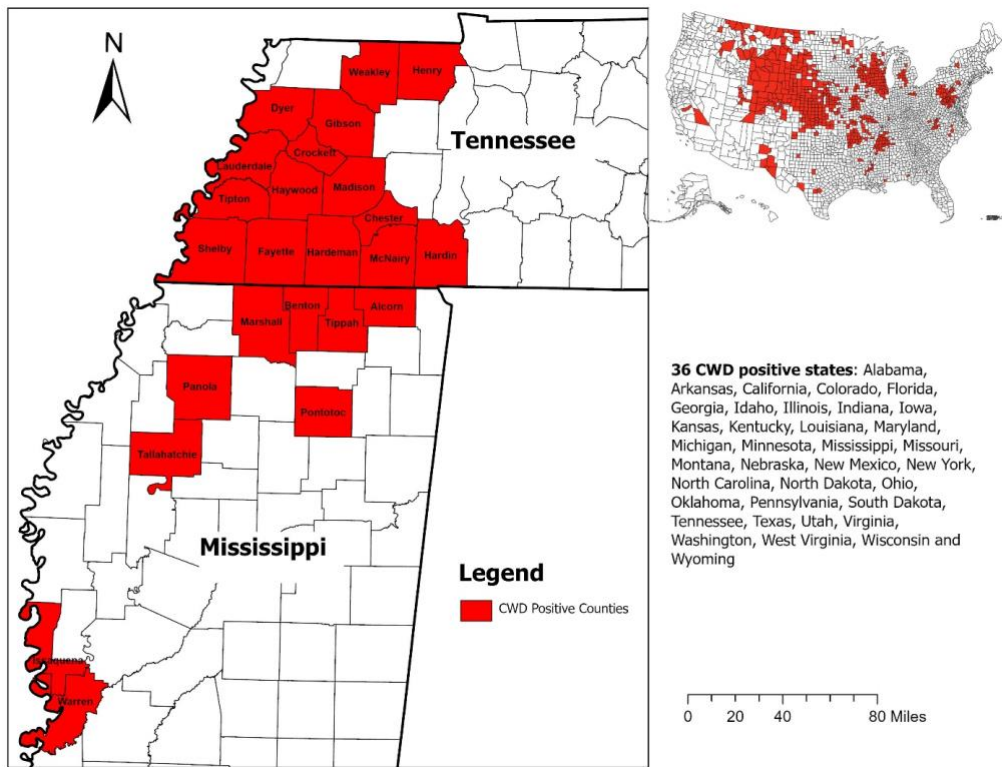 N
Weakley
Henry
Dyer
Gibson
Tennessee
Crockett
Lauderdale
Haywood
Madison
Tipton
Chester
Shelby
Fayette
Hardeman
McNairy
Hardin
Benton
Alcorn
Marshall
Tippah
Panola
Pontotoc
Tallahatchie
Mississippi
Legend
CWD Positive Counties
Issaquena
Warren
36 CWD positive states: Alabama,
Arkansas, California, Colorado, Florida,
Georgia, Idaho, Illinois, Indiana, Iowa,
Kansas, Kentucky, Louisiana, Maryland,
Michigan, Minnesota, Mississippi, Missouri,
Montana, Nebraska, New Mexico, New York,
North Carolina, North Dakota, Ohio,
Oklahoma, Pennsylvania, South Dakota,
Tennessee, Texas, Utah, Virginia,
Washington, West Virginia, Wisconsin and
Wyoming
0 20 40 80 Miles